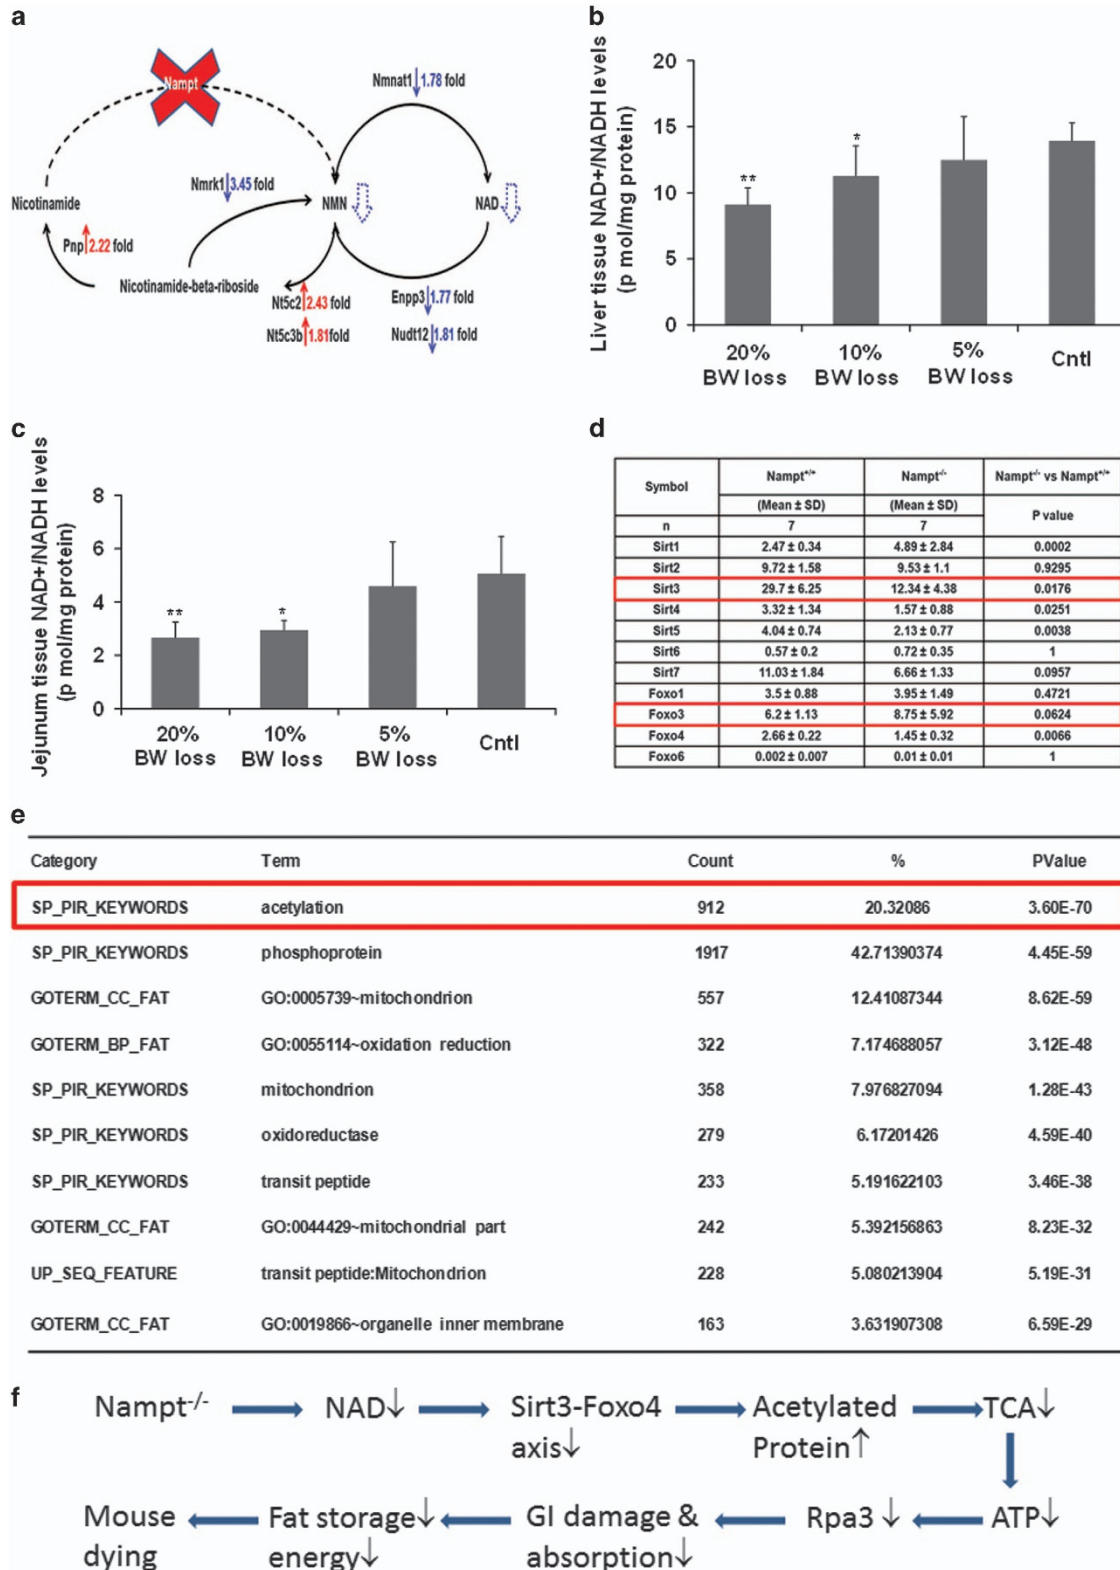 a
Nampt
Nmnat1↓1.78 fold
Nmrk1↓3.45 fold
Nicotinamide
NMN
NAD
Pnp↑2.22 fold
Nicotinamide-beta-riboside
Nt5c2↑2.43 fold
Nt5c3b↑1.81fold
Enpp3↓1.77 fold
Nudt12↓1.81 fold
b
Liver tissue NAD+/NADH levels
(p mol/mg protein)
20
15
10
5
0
**
*
20%
BW loss
10%
BW loss
5%
BW loss
Cntl
c
Jejunum tissue NAD+/NADH levels
(p mol/mg protein)
8
6
4
2
0
**
*
20%
BW loss
10%
BW loss
5%
BW loss
Cntl
d
Symbol Nampt+/+ Nampt-/- Nampt-/- vs Nampt+/+
(Mean ± SD) (Mean ± SD) P value
n 7 7
Sirt1 2.47 ± 0.34 4.89 ± 2.84 0.0002
Sirt2 9.72 ± 1.58 9.53 ± 1.1 0.9295
Sirt3 29.7 ± 6.25 12.34 ± 4.38 0.0176
Sirt4 3.32 ± 1.34 1.57 ± 0.88 0.0251
Sirt5 4.04 ± 0.74 2.13 ± 0.77 0.0038
Sirt6 0.57 ± 0.2 0.72 ± 0.35 1
Sirt7 11.03 ± 1.84 6.66 ± 1.33 0.0957
Foxo1 3.5 ± 0.88 3.95 ± 1.49 0.4721
Foxo3 6.2 ± 1.13 8.75 ± 5.92 0.0624
Foxo4 2.66 ± 0.22 1.45 ± 0.32 0.0066
Foxo6 0.002 ± 0.007 0.01 ± 0.01 1
e
Category Term Count % PValue
SP_PIR_KEYWORDS acetylation 912 20.32086 3.60E-70
SP_PIR_KEYWORDS phosphoprotein 1917 42.71390374 4.45E-59
GOTERM_CC_FAT GO:0005739~mitochondrion 557 12.41087344 8.62E-59
GOTERM_BP_FAT GO:0055114~oxidation reduction 322 7.174688057 3.12E-48
SP_PIR_KEYWORDS mitochondrion 358 7.976827094 1.28E-43
SP_PIR_KEYWORDS oxidoreductase 279 6.17201426 4.59E-40
SP_PIR_KEYWORDS transit peptide 233 5.191622103 3.46E-38
GOTERM_CC_FAT GO:0044429~mitochondrial part 242 5.392156863 8.23E-32
UP_SEQ_FEATURE transit peptide:Mitochondrion 228 5.080213904 5.19E-31
GOTERM_CC_FAT GO:0019866~organelle inner membrane 163 3.631907308 6.59E-29
f
Nampt-/- → NAD↓ → Sirt3-Foxo4 axis↓ → Acetylated Protein↑ → TCA↓
Mouse dying ← Fat storage↓ energy↓ ← GI damage & absorption↓ ← Rpa3 ↓ ← ATP↓